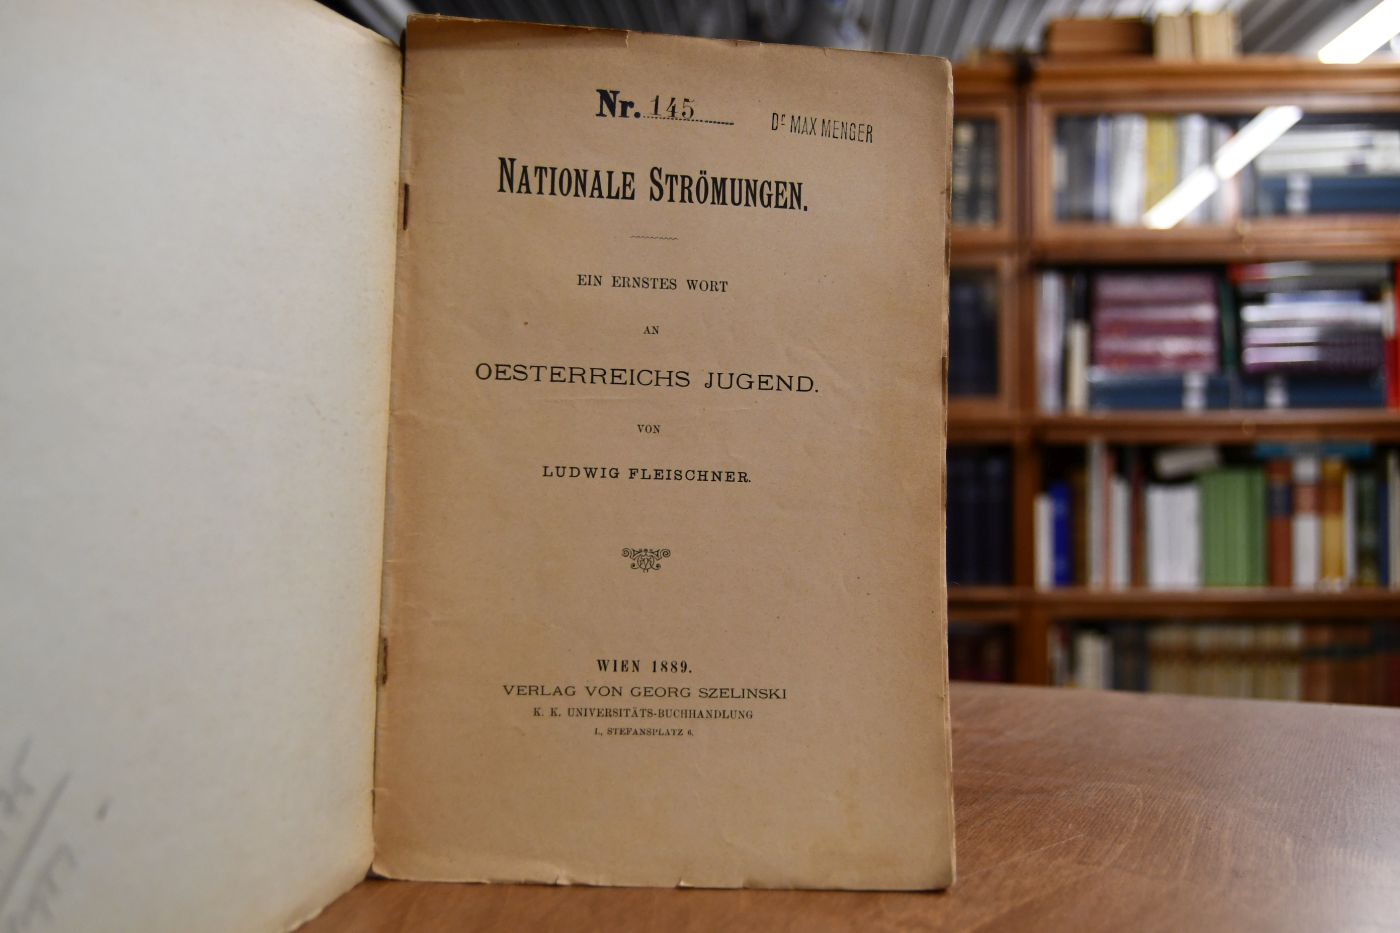 Nr. 145
Dr MAX MENGER
NATIONALE STRÖMUNGEN.
EIN ERNSTES WORT
AN
OESTERREICHS JUGEND.
VON
LUDWIG FLEISCHNER.
WIEN 1889.
VERLAG VON GEORG SZELINSKI
K. K. UNIVERSITÄTS-BUCHHANDLUNG
I., STEFANSPLATZ 6.